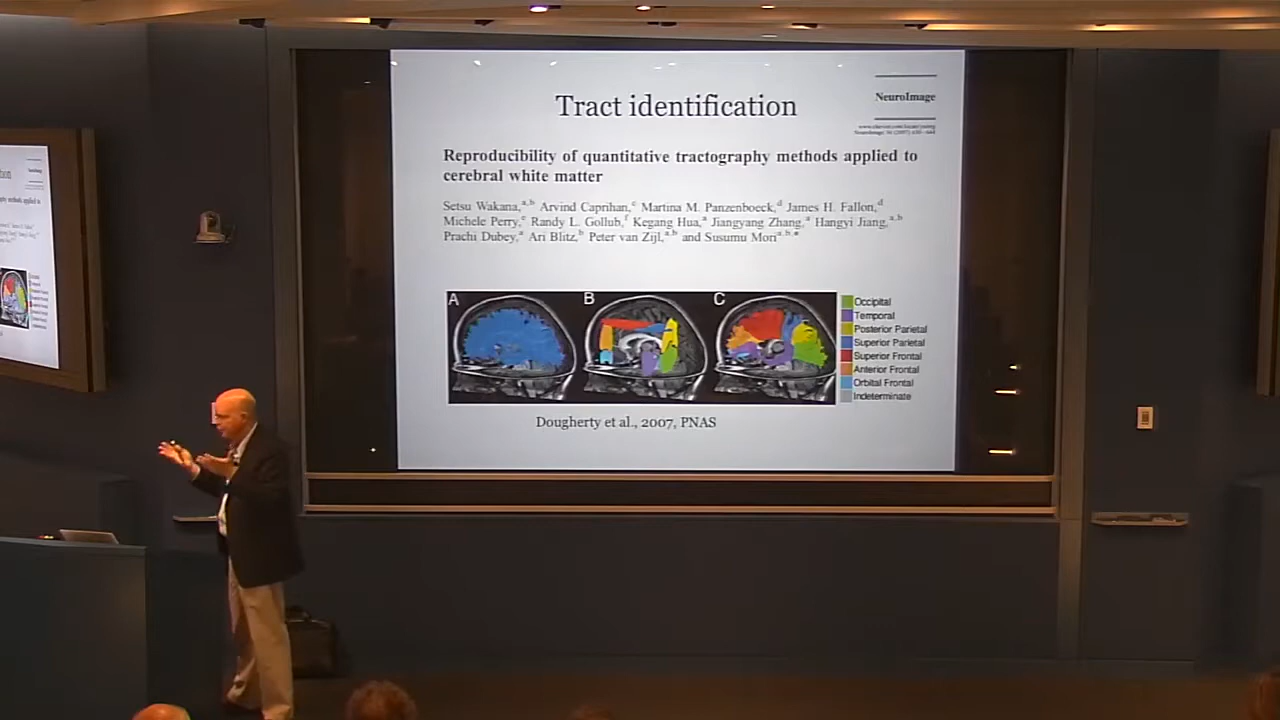 Tract identification
NeuroImage
Reproducibility of quantitative tractography methods applied to
cerebral white matter
Setsu Wakana,a,b Arvind Caprihan,c Martina M. Panzenboeck,d James H. Fallon,d
Michele Perry,e Randy L. Gollub,f Kegang Hua,a Jiangyang Zhang,a Hangyi Jiang,a,b
Prachi Dubey,a Ari Blitz,b Peter van Zijl,a,b and Susumu Mori a,b,*
A B C
Occipital
Temporal
Posterior Parietal
Superior Parietal
Superior Frontal
Anterior Frontal
Orbital Frontal
Indeterminate
Dougherty et al., 2007, PNAS